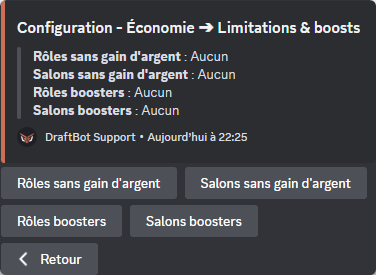 Configuration - Économie ➔ Limitations & boosts
Rôles sans gain d'argent : Aucun
Salons sans gain d'argent : Aucun
Rôles boosters : Aucun
Salons boosters : Aucun
DraftBot Support • Aujourd'hui à 22:25
Rôles sans gain d'argent
Salons sans gain d'argent
Rôles boosters
Salons boosters
Retour